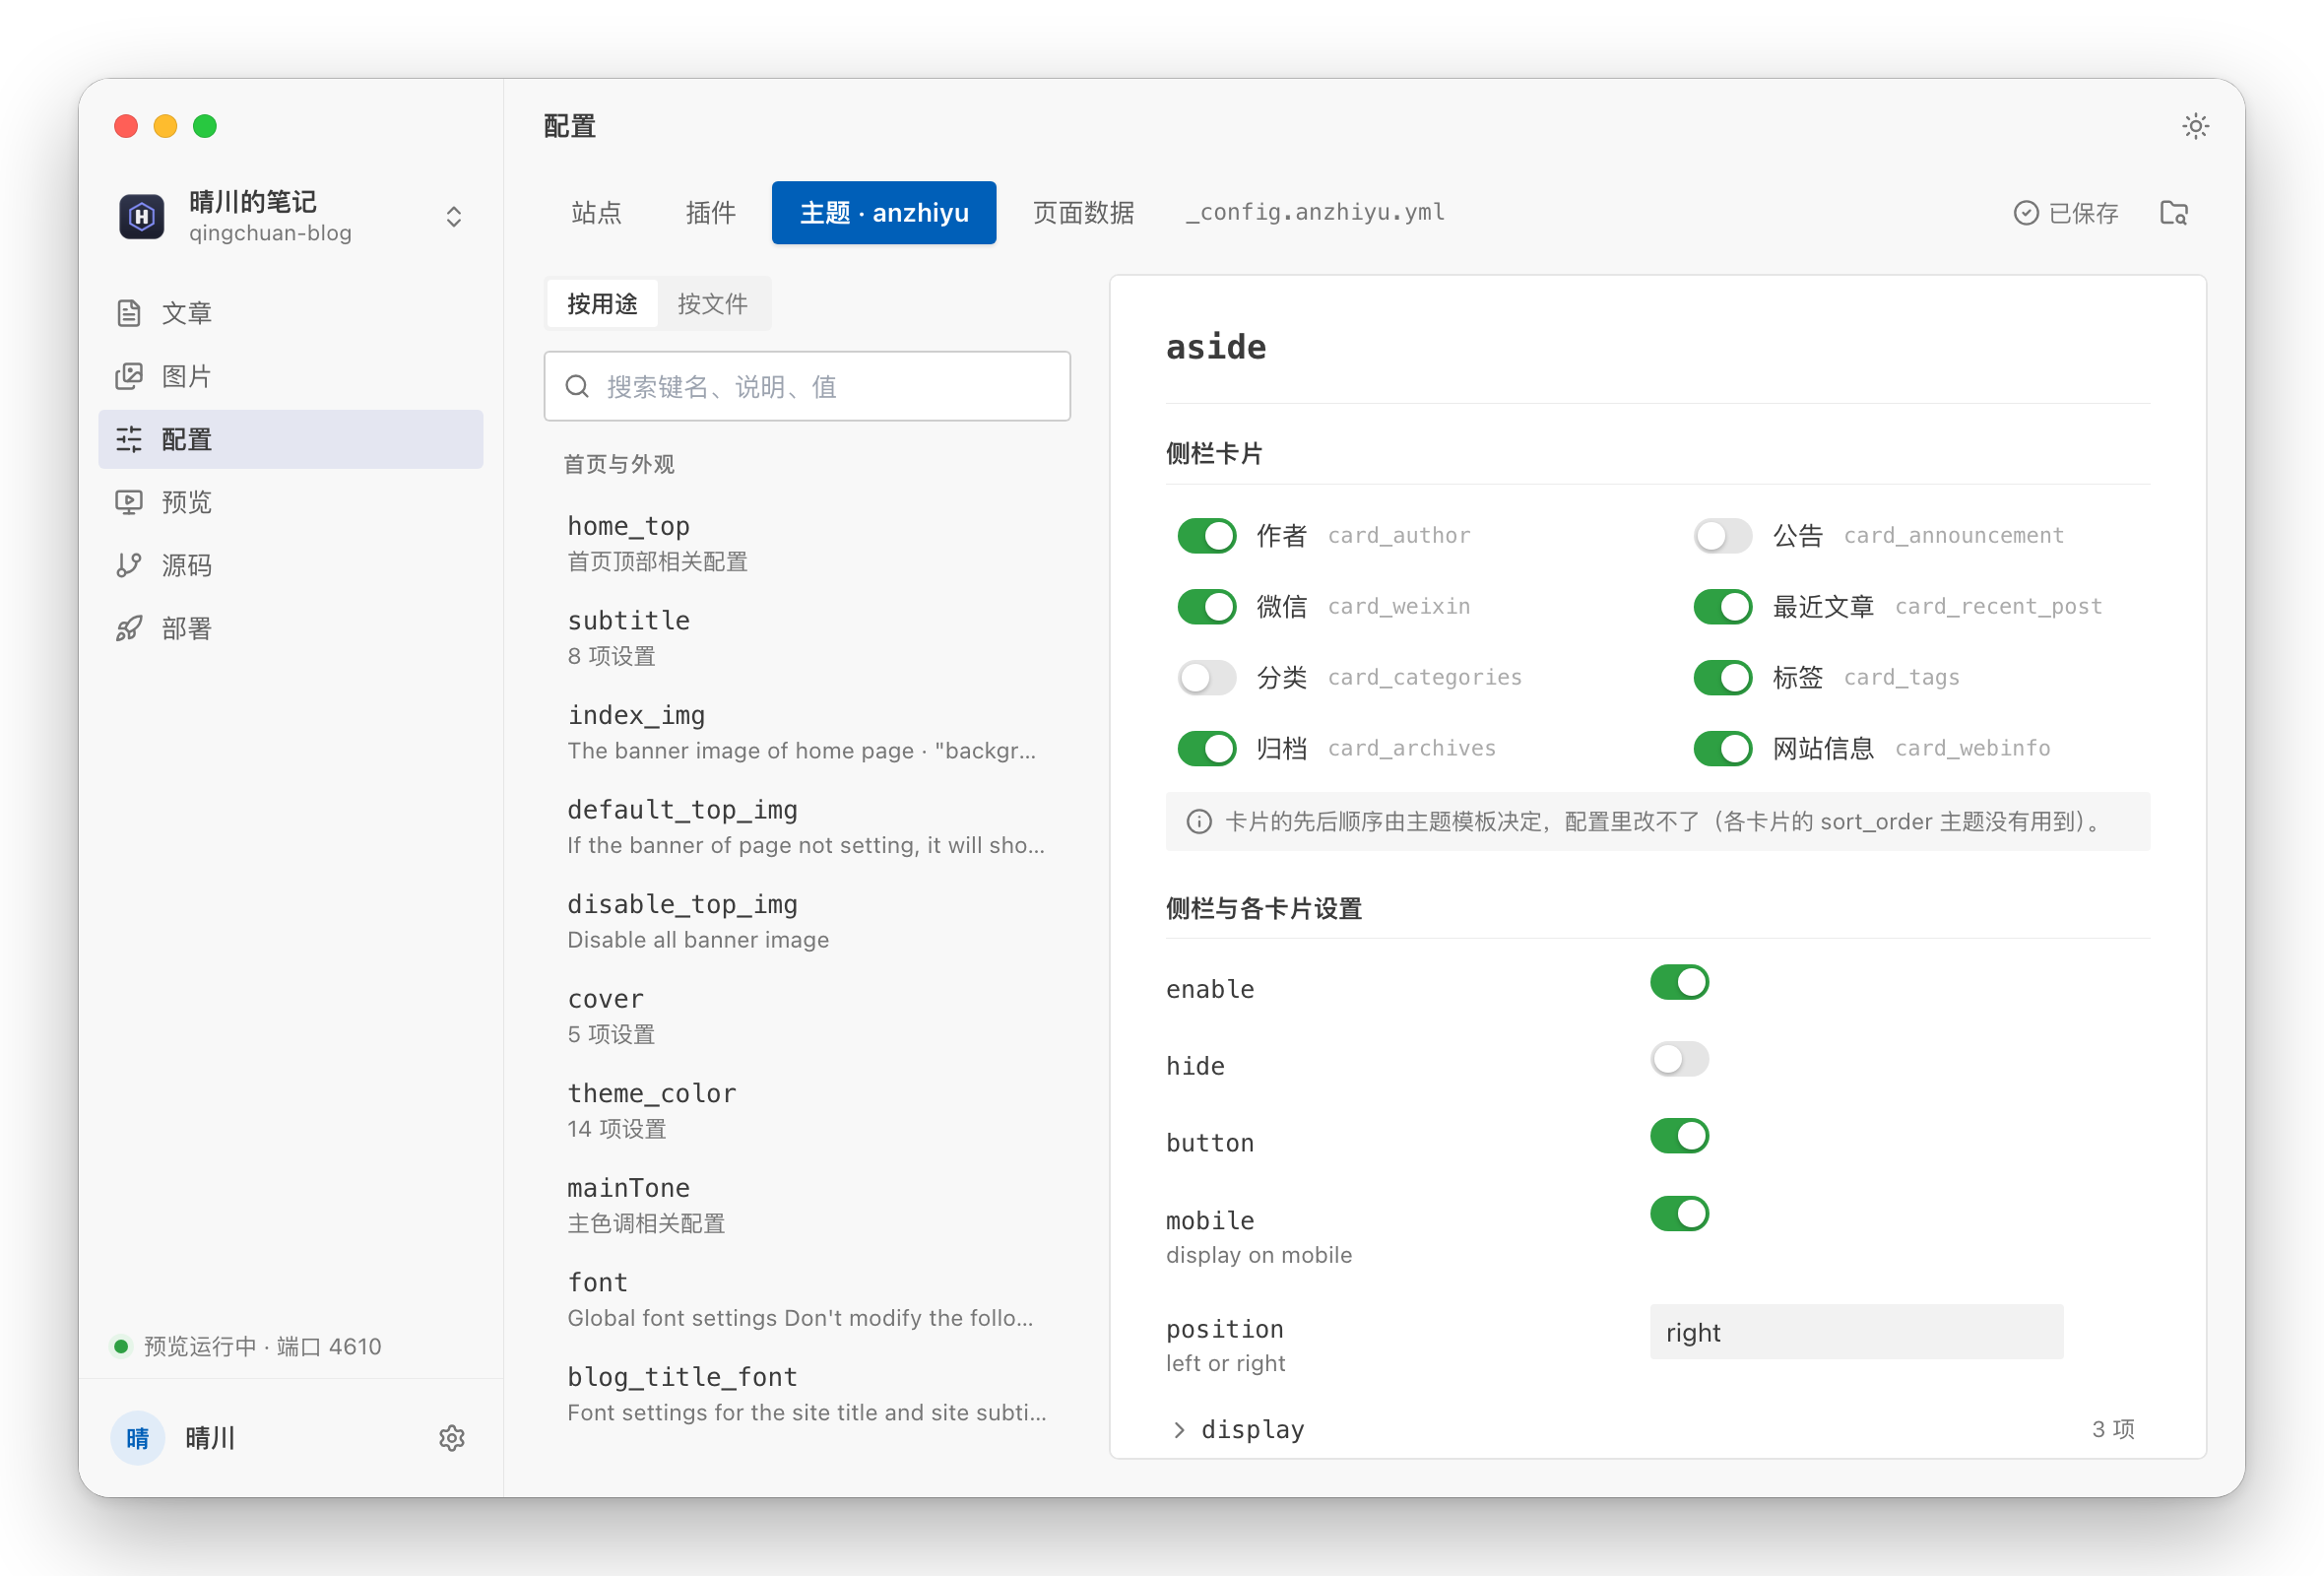 晴川的笔记
qingchuan-blog
文章
图片
配置
预览
源码
部署
预览运行中 · 端口 4610
晴
晴川
配置
站点
插件
主题 · anzhiyu
页面数据
_config.anzhiyu.yml
已保存
按用途
按文件
搜索键名、说明、值
首页与外观
home_top
首页顶部相关配置
subtitle
8 项设置
index_img
The banner image of home page · "backgr...
default_top_img
If the banner of page not setting, it will sho...
disable_top_img
Disable all banner image
cover
5 项设置
theme_color
14 项设置
mainTone
主色调相关配置
font
Global font settings Don't modify the follo...
blog_title_font
Font settings for the site title and site subti...
aside
侧栏卡片
作者 card_author
公告 card_announcement
微信 card_weixin
最近文章 card_recent_post
分类 card_categories
标签 card_tags
归档 card_archives
网站信息 card_webinfo
卡片的先后顺序由主题模板决定，配置里改不了（各卡片的 sort_order 主题没有用到）。
侧栏与各卡片设置
enable
hide
button
mobile
display on mobile
position
right
left or right
display
3 项